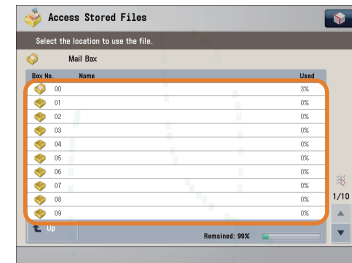 Access Stored Files
Select the location to use the file.
Mail Box
Box No. Name Used
00 3%
01 0%
02 0%
03 0%
04 0%
05 0%
06 0%
07 0%
08 0%
09 0%
1/10
Up
Remained: 99%